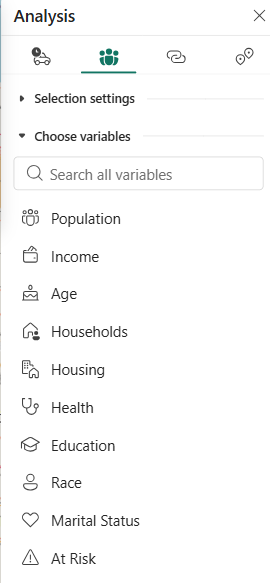 Analysis
Selection settings
Choose variables
Search all variables
Population
Income
Age
Households
Housing
Health
Education
Race
Marital Status
At Risk